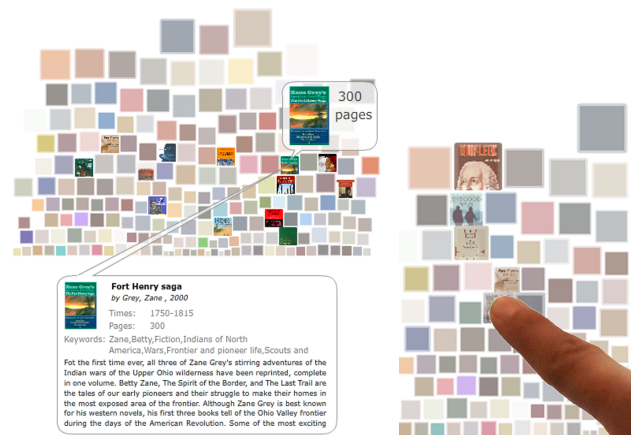 300
pages
Zane Grey's
Fort Henry saga
by Grey, Zane , 2000
Times: 1750-1815
Pages: 300
Keywords: Zane,Betty,Fiction,Indians of North
America,Wars,Frontier and pioneer life,Scouts and
Fot the first time ever, all three of Zane Grey's stirring adventures of the
Indian wars of the Upper Ohio wilderness have been reprinted, complete
in one volume. Betty Zane, The Spirit of the Border, and The Last Trail are
the tales of our early pioneers and their struggle to make their homes in
the most exposed area of the frontier. Although Zane Grey is best known
for his western novels, his first three books tell of the Ohio Valley frontier
during the days of the American Revolution. Some of the most exciting